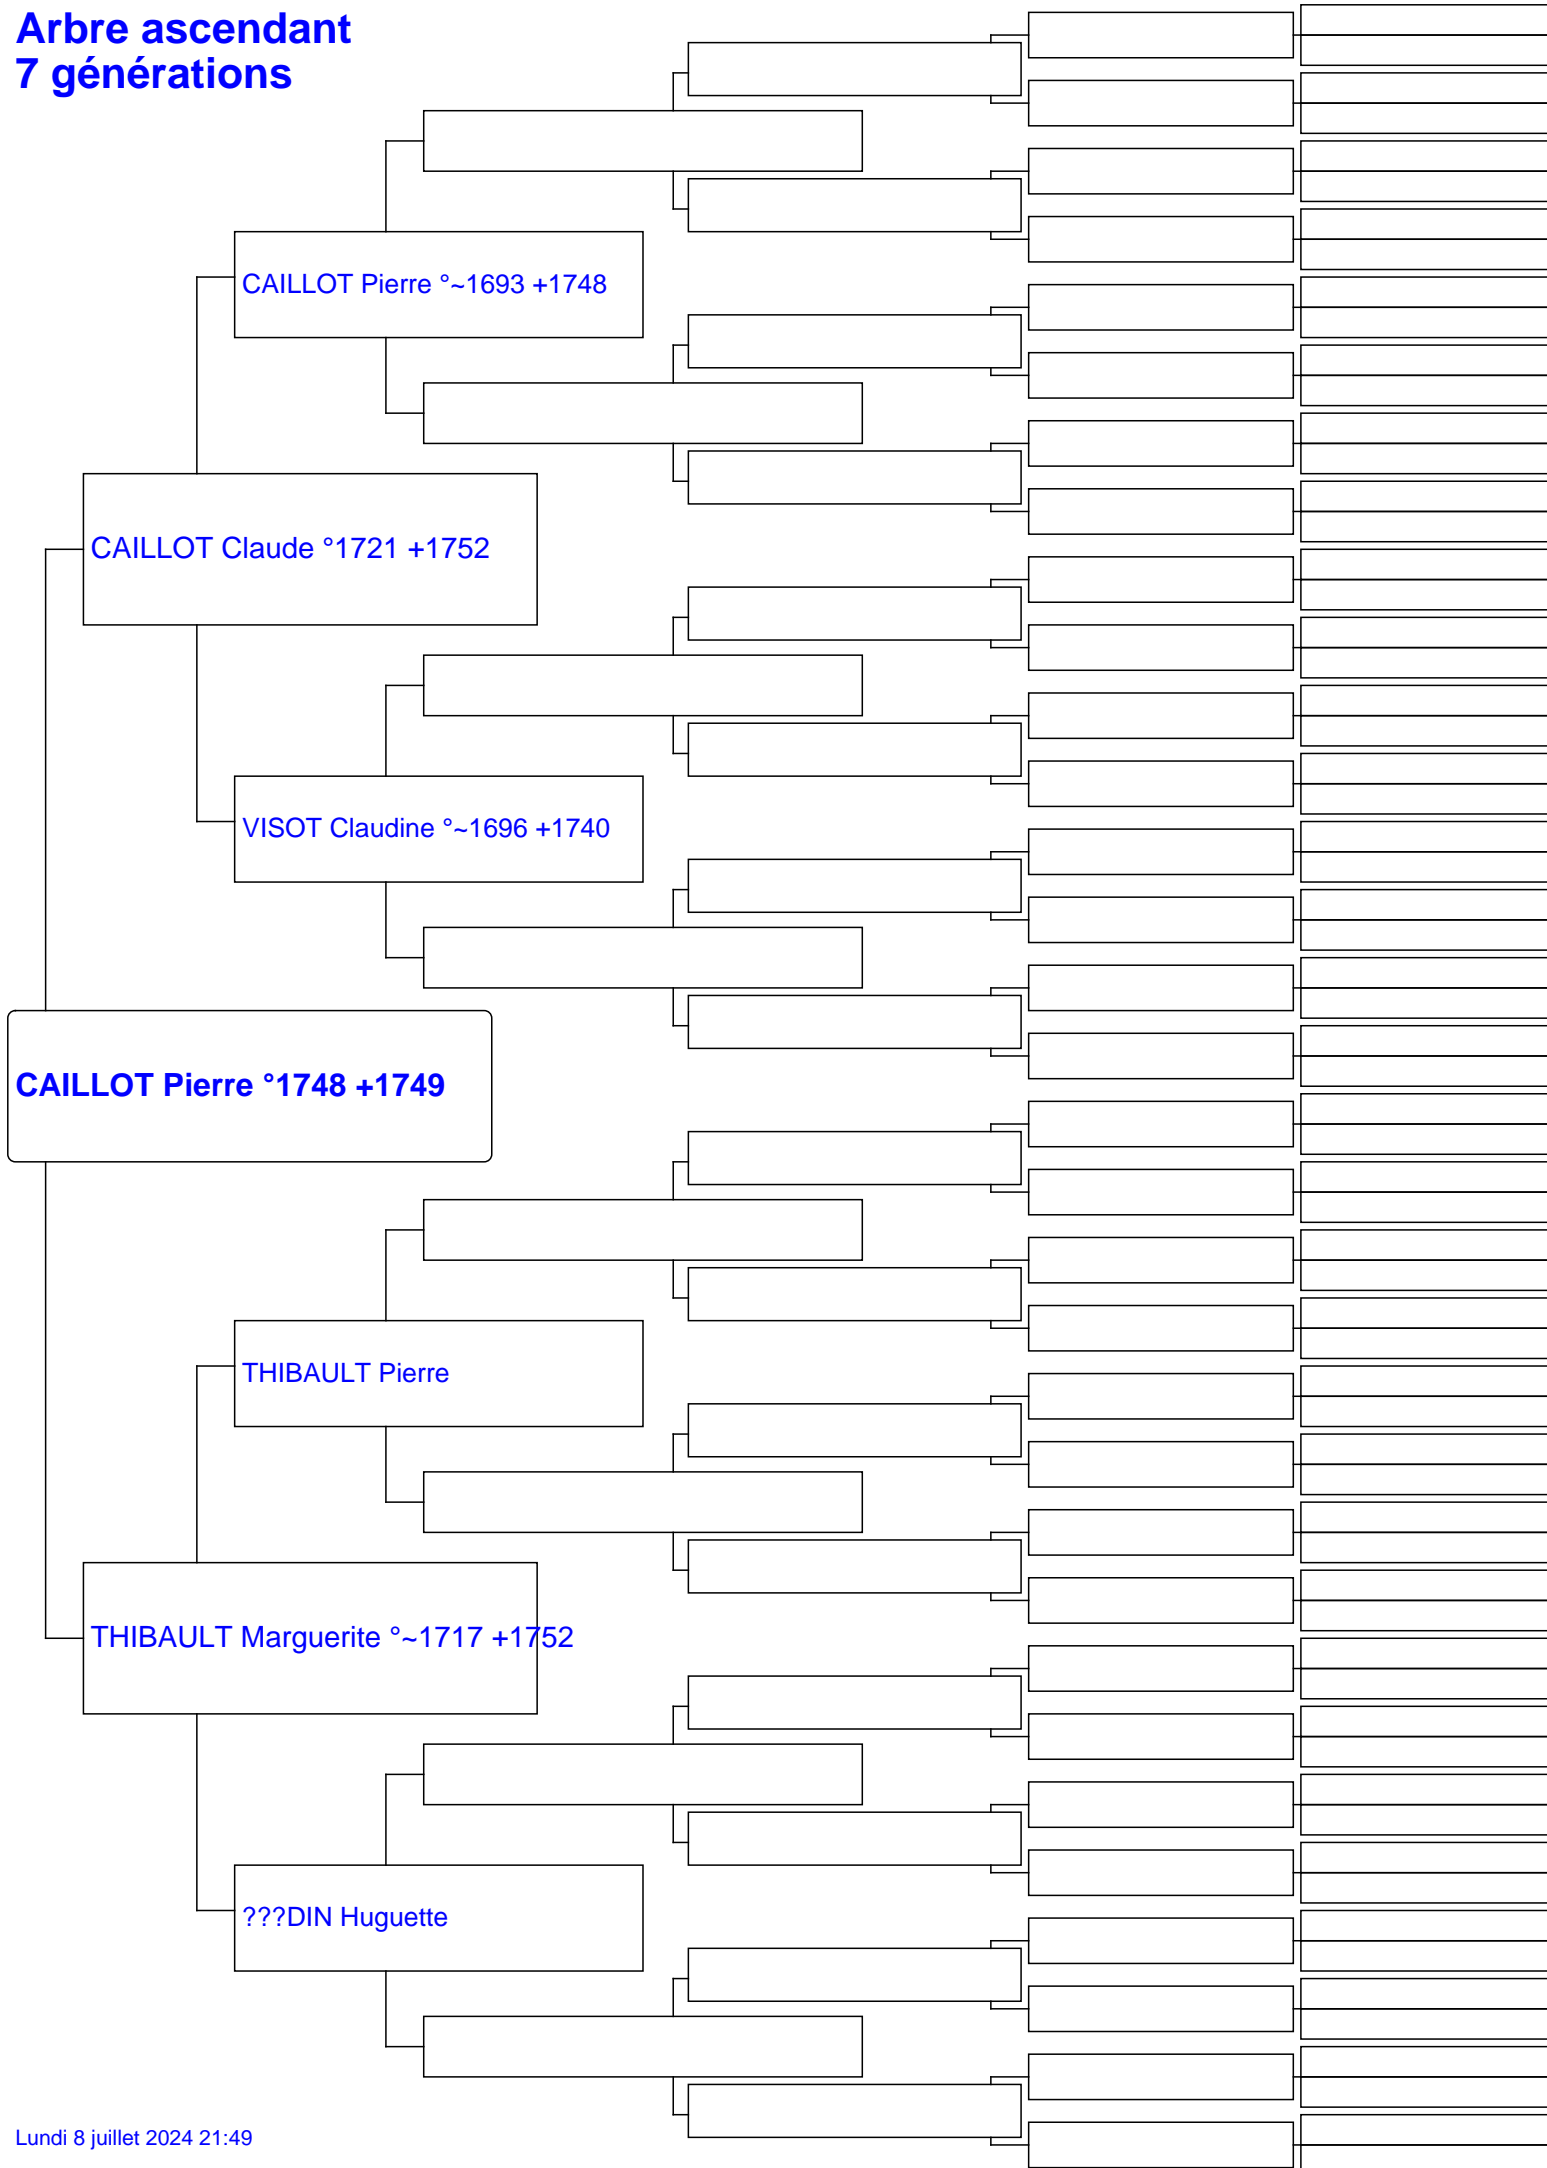 Arbre ascendant
7 générations
CAILLOT Pierre °~1693 +1748
CAILLOT Claude °1721 +1752
VISOT Claudine °~1696 +1740
CAILLOT Pierre °1748 +1749
THIBAULT Pierre
THIBAULT Marguerite °~1717 +1752
???DIN Huguette
Lundi 8 juillet 2024 21:49